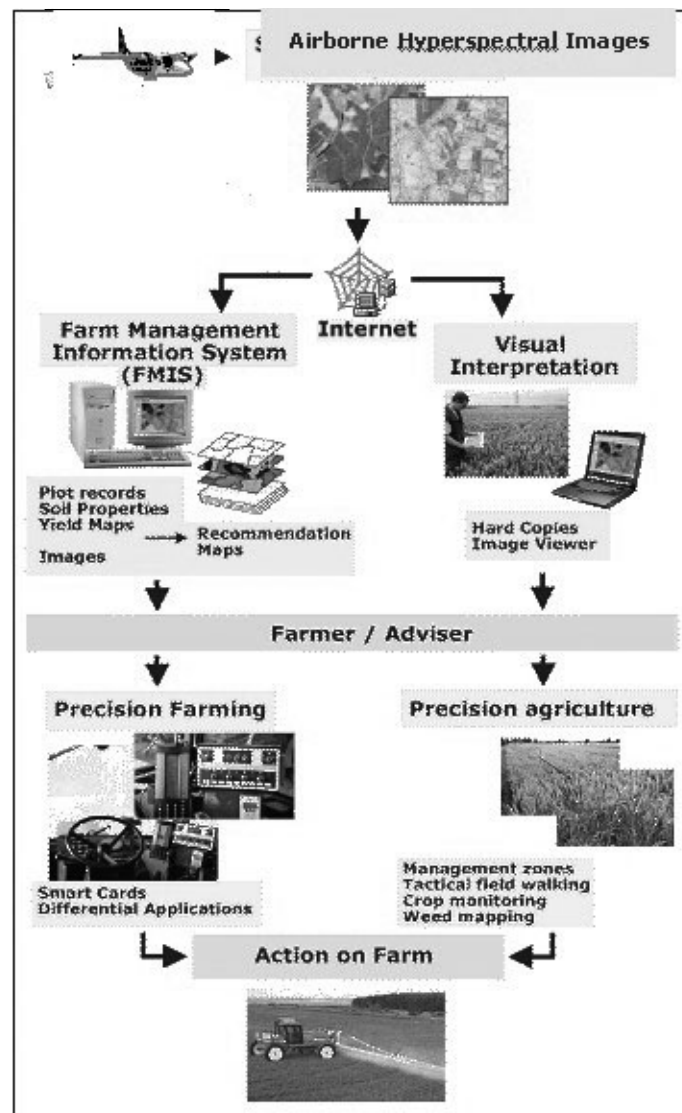 Airborne Hyperspectral Images
Internet
Farm Management
Information System
(FMIS)
Visual
Interpretation
Plot records
Soil Properties
Yield Maps
Images
Recommendation
Maps
Hard Copies
Image Viewer
Farmer / Adviser
Precision Farming
Precision agriculture
Smart Cards
Differential Applications
Management zones
Tactical field walking
Crop monitoring
Weed mapping
Action on Farm